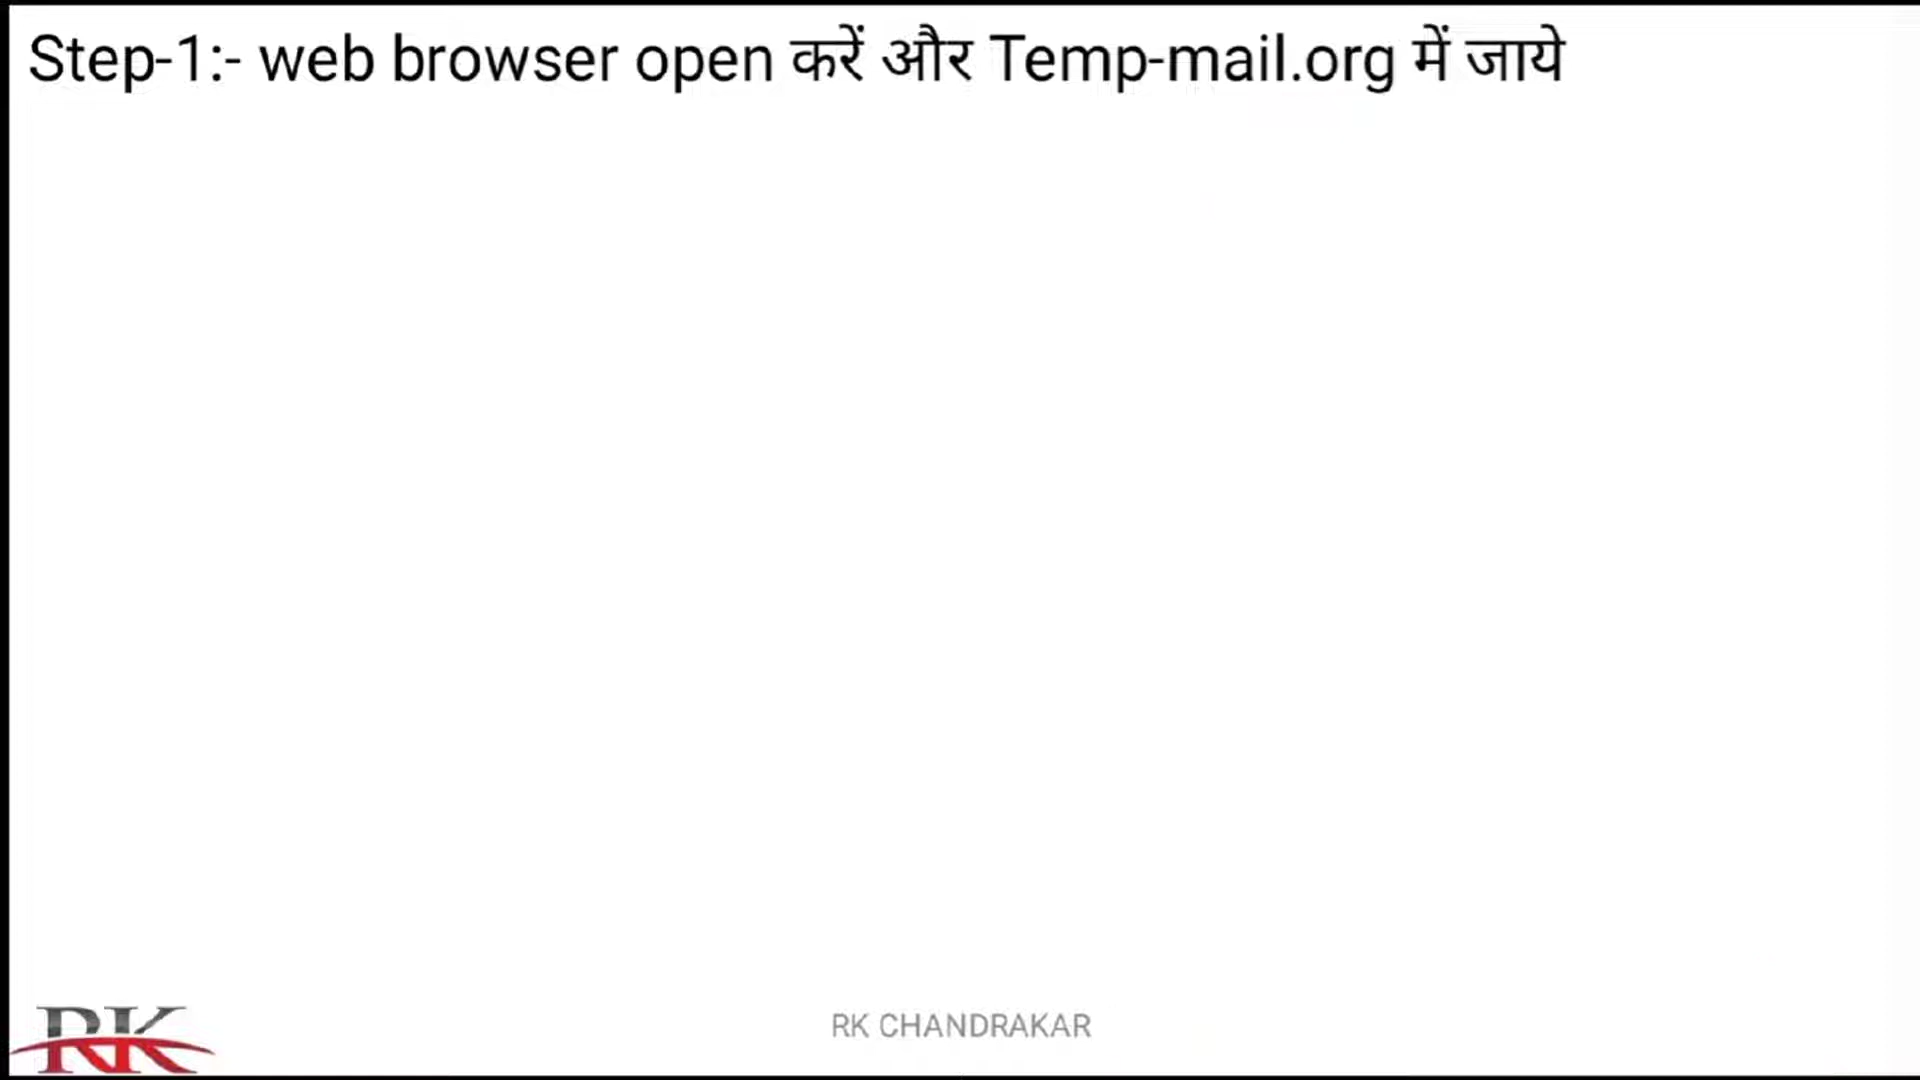 Step-1:- web browser open करें और Temp-mail.org में जाये
RK CHANDRAKAR
RK